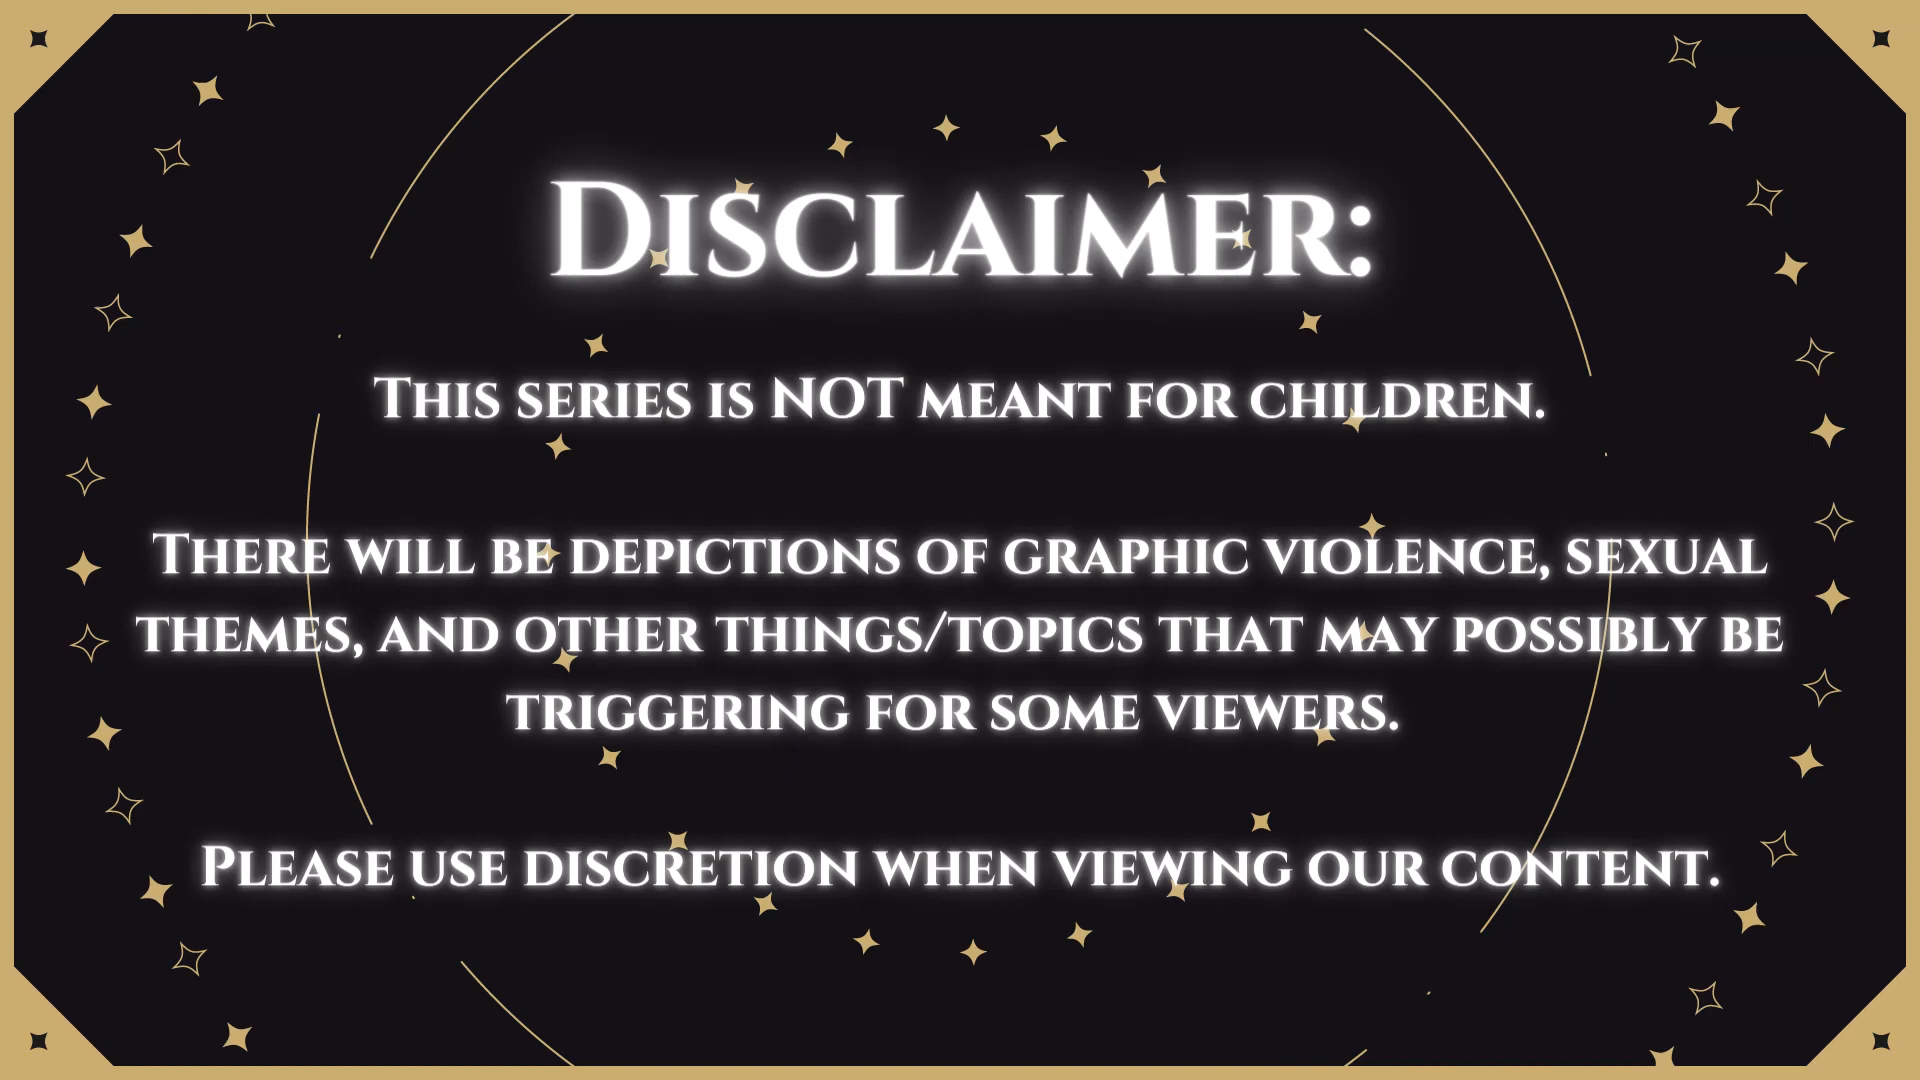 Disclaimer:
This series is NOT meant for children.
There will be depictions of graphic violence, sexual
themes, and other things/topics that may possibly be
triggering for some viewers.
Please use discretion when viewing our content.